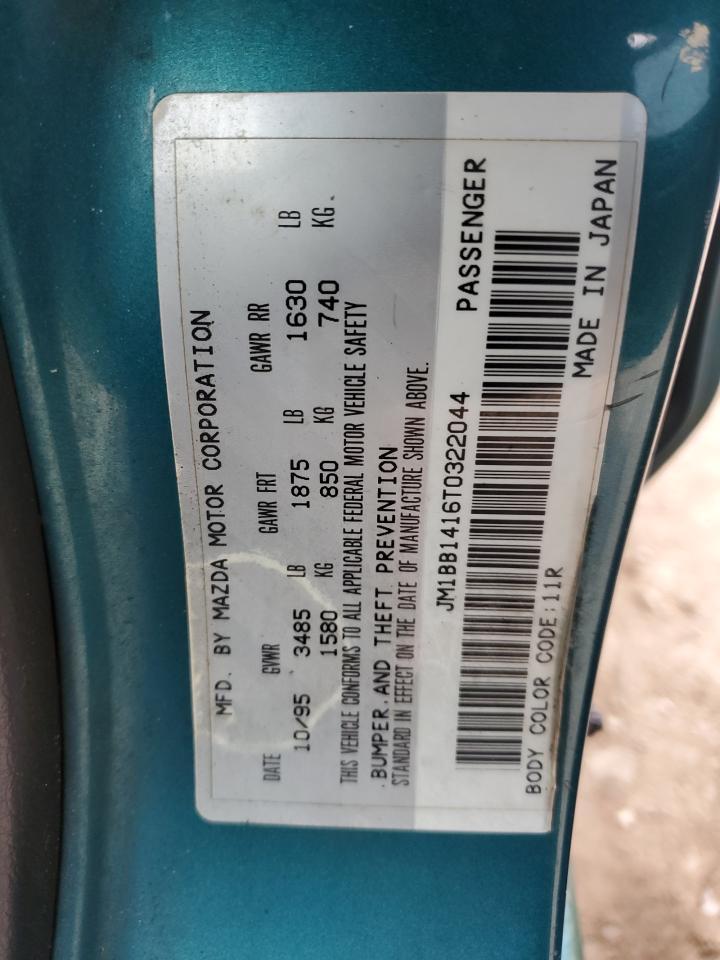 MFD. BY MAZDA MOTOR CORPORATION
DATE GVWR GAWR FRT GAWR RR
10/95 3485 LB 1875 LB 1630 LB
1580 KG 850 KG 740 KG.
THIS VEHICLE CONFORMS TO ALL APPLICABLE FEDERAL MOTOR VEHICLE SAFETY
.BUMPER.AND THEFT PREVENTION
STANDARD IN EFFECT ON THE DATE OF MANUFACTURE SHOWN ABOVE.
JM1BB1416T0322044 PASSENGER
BODY COLOR CODE:11R MADE IN JAPAN